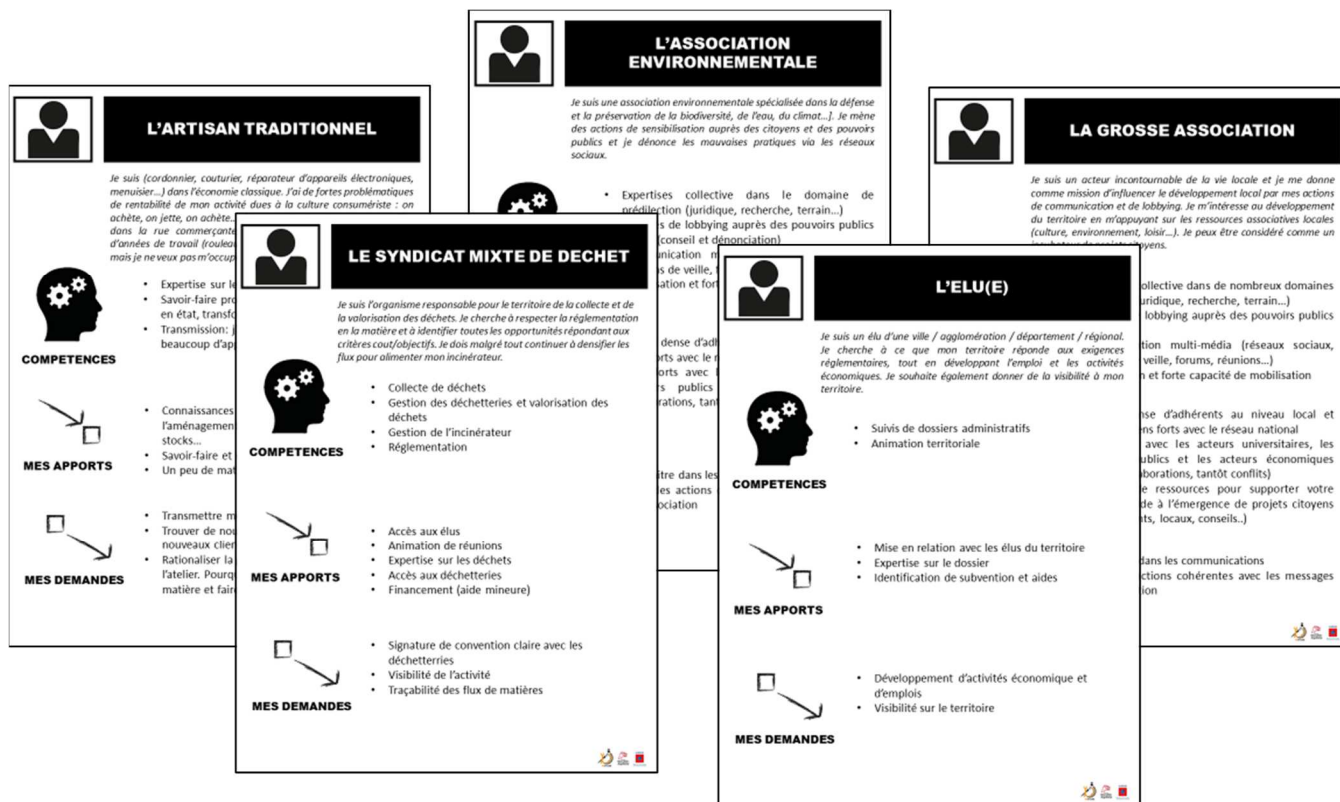 L'ARTISAN TRADITIONNEL
Je suis (cordonnier, couturier, réparateur d'appareils électroniques,
menuisier…) dans l'économie classique. J'ai de fortes problématiques
de rentabilité de mon activité dues à la culture consumériste : on
achète, on jette, on achète…
dans la rue commerçante
d'années de travail
mais je ne veux pas
COMPETENCES
• Expertise sur
• Savoir-faire
en état,
• Transmission:
beaucoup
MES APPORTS
• Connaissances
l'aménagement
stocks…
• Savoir-faire et
• Un peu de
MES DEMANDES
• Transmettre
• Trouver de
nouveaux
• Rationaliser la
l'atelier.
matière et
L'ASSOCIATION
ENVIRONNEMENTALE
Je suis une association environnementale spécialisée dans la défense
et la préservation de la biodiversité, de l'eau, du climat…]. Je mène
des actions de sensibilisation auprès des citoyens et des pouvoirs
publics et je dénonce les mauvaises pratiques via les réseaux
sociaux.
• Expertises collective dans le domaine de
prédilection (juridique, recherche, terrain…)
de lobbying auprès des pouvoirs publics
(conseil et dénonciation)
de veille,
et
dense
avec le
avec
publics
dans les
les actions
LA GROSSE ASSOCIATION
Je suis un acteur incontournable de la vie locale et je me donne
comme mission d'influencer le développement local par mes actions
de communication et de lobbying. Je m'intéresse au développement
du territoire en m'appuyant sur les ressources associatives locales
(culture, environnement, loisir…). Je peux être considéré comme un
incubateur de projets citoyens.
dans de nombreux domaines
recherche, terrain…)
lobbying auprès des pouvoirs publics
multi-média (réseaux sociaux,
veille, forums, réunions…)
et forte capacité de mobilisation
d'adhérents au niveau local et
forts avec le réseau national
avec les acteurs universitaires, les
et les acteurs économiques
tantôt conflits)
ressources pour supporter votre
à l'émergence de projets citoyens
locaux, conseils..)
dans les communications
cohérentes avec les messages
LE SYNDICAT MIXTE DE DECHET
Je suis l'organisme responsable pour le territoire de la collecte et de
la valorisation des déchets. Je cherche à respecter la réglementation
en la matière et à identifier toutes les opportunités répondant aux
critères cout/objectifs. Je dois malgré tout continuer à densifier les
flux pour alimenter mon incinérateur.
COMPETENCES
• Collecte de déchets
• Gestion des déchetteries et valorisation des
déchets
• Gestion de l'incinérateur
• Réglementation
MES APPORTS
• Accès aux élus
• Animation de réunions
• Expertise sur les déchets
• Accès aux déchetteries
• Financement (aide mineure)
MES DEMANDES
• Signature de convention claire avec les
déchetterries
• Visibilité de l'activité
• Traçabilité des flux de matières
L'ELU(E)
Je suis un élu d'une ville / agglomération / département / régional.
Je cherche à ce que mon territoire réponde aux exigences
réglementaires, tout en développant l'emploi et les activités
économiques. Je souhaite également donner de la visibilité à mon
territoire.
COMPETENCES
• Suivis de dossiers administratifs
• Animation territoriale
MES APPORTS
• Mise en relation avec les élus du territoire
• Expertise sur le dossier
• Identification de subvention et aides
MES DEMANDES
• Développement d'activités économique et
d'emplois
• Visibilité sur le territoire